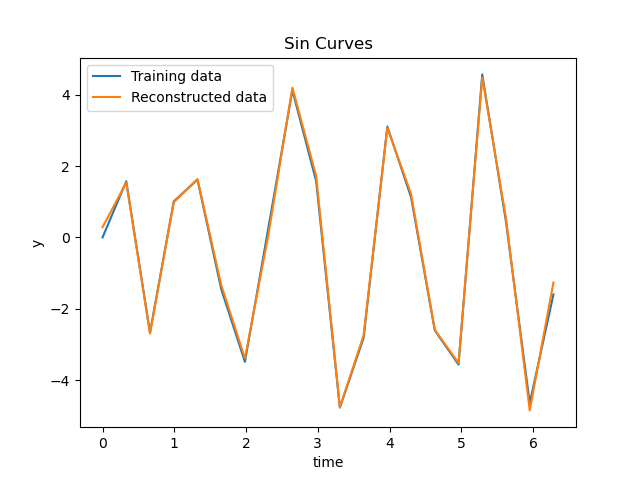 Sin Curves
Training data
Reconstructed data
4
2
0
−2
−4
y
0 1 2 3 4 5 6
time